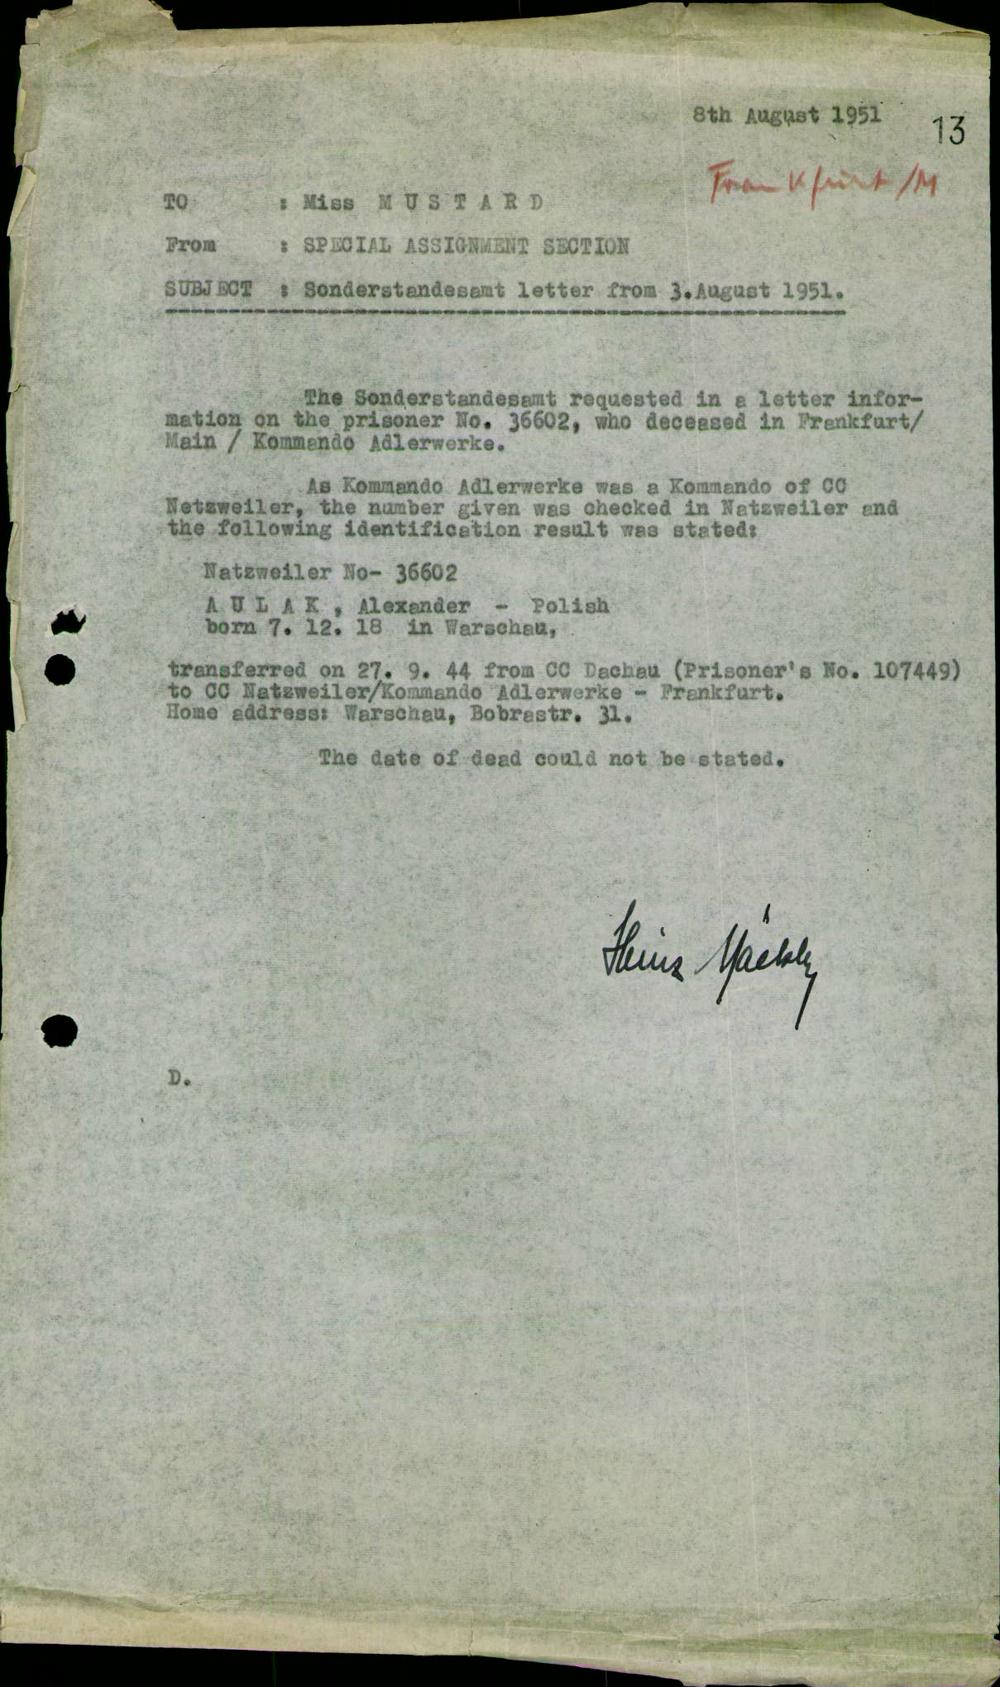 8th August 1951
13
Frankfurt /M
TO : Miss M U S T A R D
From : SPECIAL ASSIGNMENT SECTION
SUBJECT : Sonderstandesamt letter from 3.August 1951.
The Sonderstandesamt requested in a letter infor-
mation on the prisoner No. 36602, who deceased in Frankfurt/
Main / Kommando Adlerwerke.
As Kommando Adlerwerke was a Kommando of CC
Natzweiler, the number given was checked in Natzweiler and
the following identification result was stated:
Natzweiler No- 36602
A U L A K , Alexander - Polish
born 7. 12. 18 in Warschau,
transferred on 27. 9. 44 from CC Dachau (Prisoner's No. 107449)
to CC Natzweiler/Kommando Adlerwerke - Frankfurt.
Home address: Warschau, Bobrastr. 31.
The date of dead could not be stated.
Heinz
D.